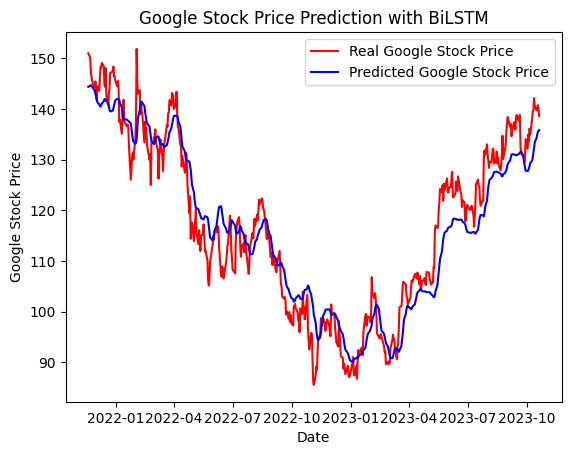 Google Stock Price Prediction with BiLSTM
Real Google Stock Price
Predicted Google Stock Price
Google Stock Price
150
140
130
120
110
100
90
2022-01 2022-04 2022-07 2022-10 2023-01 2023-04 2023-07 2023-10
Date